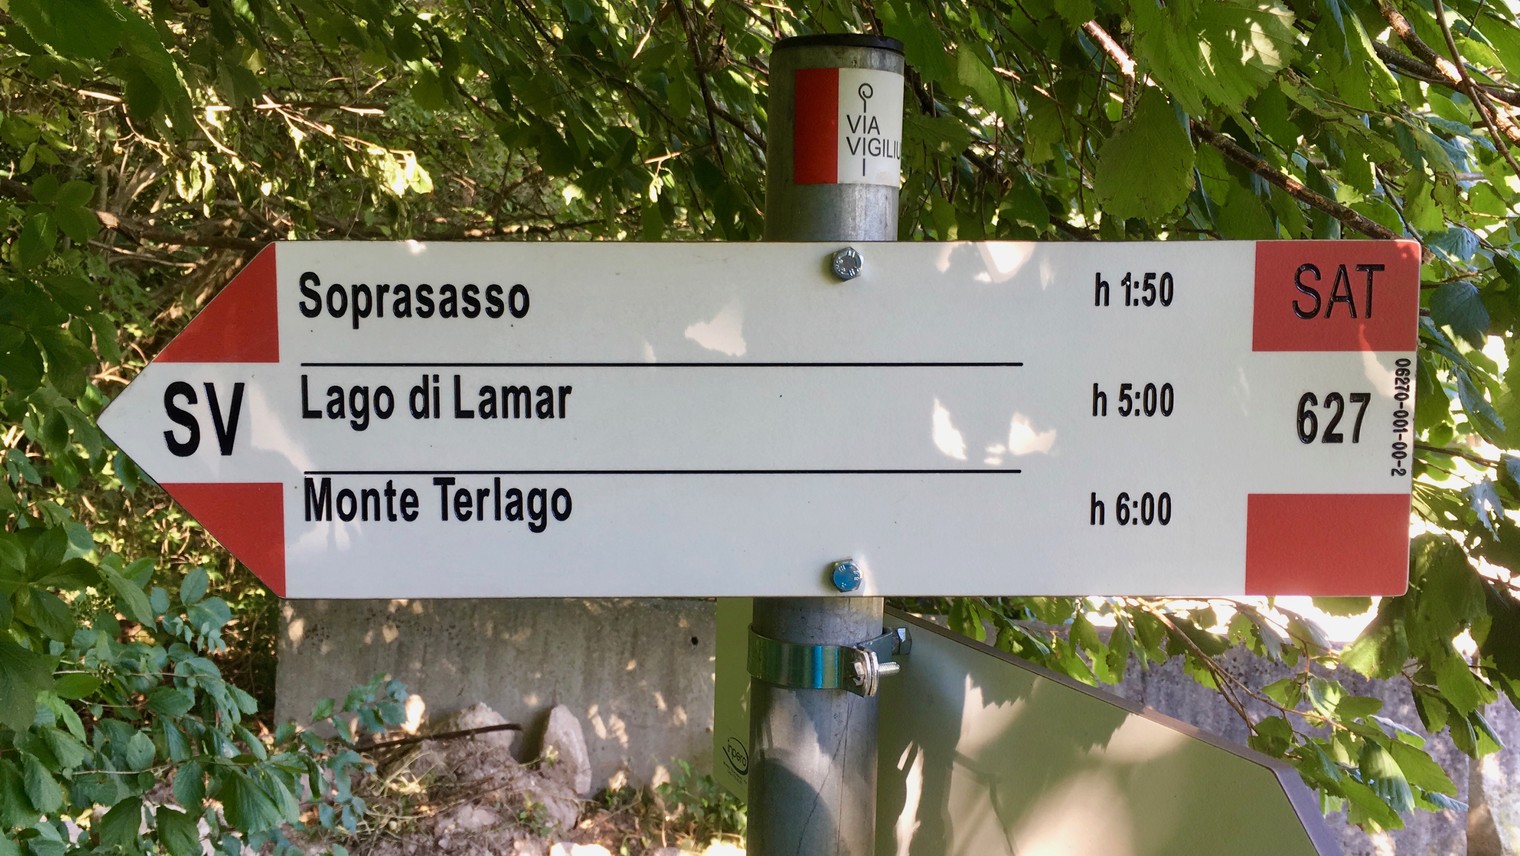 VIA
VIGILIU
Soprasasso h 1:50
Lago di Lamar h 5:00
Monte Terlago h 6:00
SV
SAT
627
06270-001-00-2